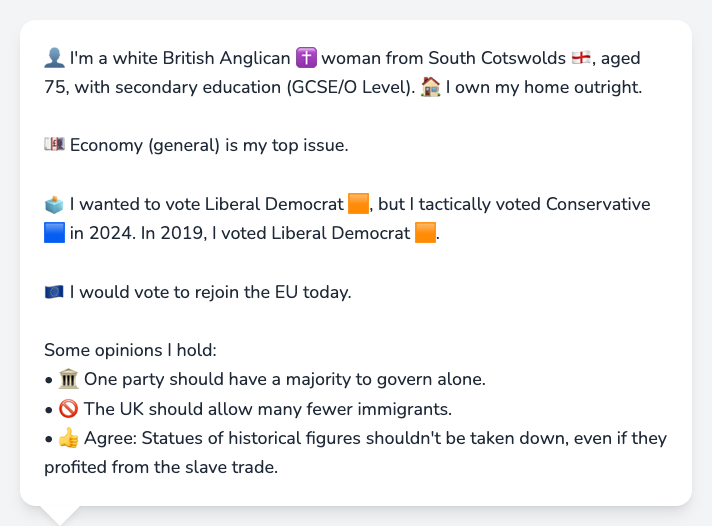 👤 I'm a white British Anglican ✝️ woman from South Cotswolds 🏴󠁧󠁢󠁥󠁮󠁧󠁿, aged
75, with secondary education (GCSE/O Level). 🏠 I own my home outright.
💷 Economy (general) is my top issue.
🗳️ I wanted to vote Liberal Democrat 🟧, but I tactically voted Conservative
🟦 in 2024. In 2019, I voted Liberal Democrat 🟧.
🇪🇺 I would vote to rejoin the EU today.
Some opinions I hold:
• 🏛️ One party should have a majority to govern alone.
• 🚫 The UK should allow many fewer immigrants.
• 👍 Agree: Statues of historical figures shouldn't be taken down, even if they
profited from the slave trade.